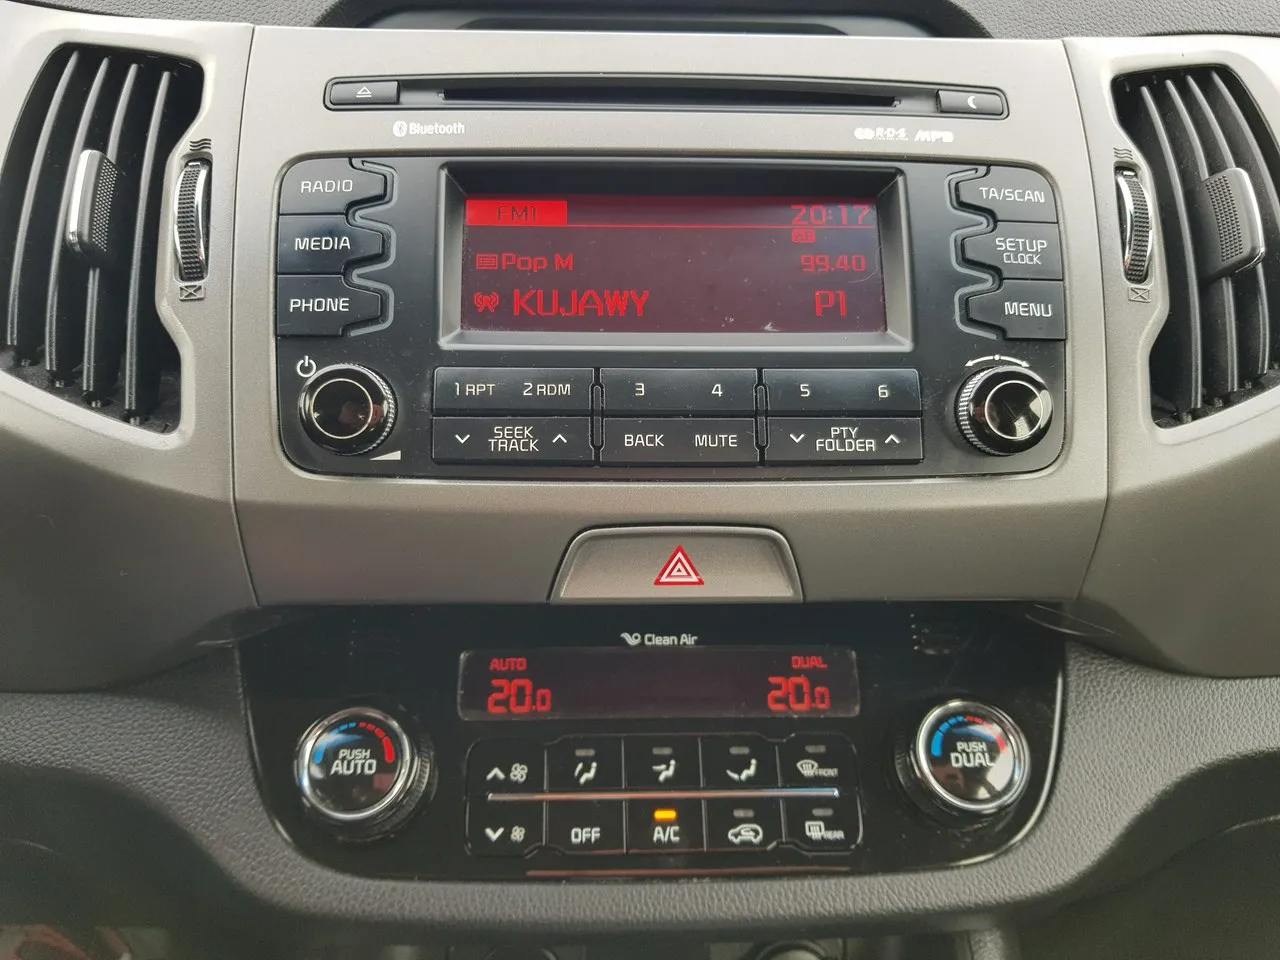 Bluetooth
R·D·S MP3
RADIO
MEDIA
PHONE
FM1 20:17
Pop M 99.40
KUJAWY P1
TA/SCAN
SETUP
CLOCK
MENU
1 RPT 2 RDM 3 4 5 6
SEEK
TRACK
BACK MUTE
PTY
FOLDER
Clean Air
AUTO DUAL
20.0 20.0
PUSH
AUTO
PUSH
DUAL
FRONT
OFF A/C REAR